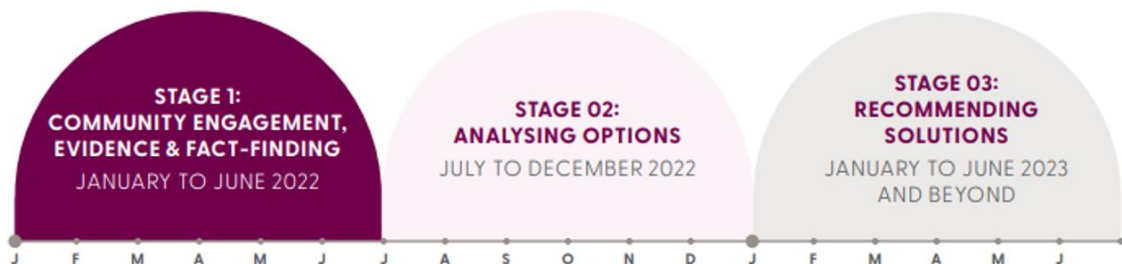 STAGE 1:
COMMUNITY ENGAGEMENT,
EVIDENCE & FACT-FINDING
JANUARY TO JUNE 2022
STAGE 02:
ANALYSING OPTIONS
JULY TO DECEMBER 2022
STAGE 03:
RECOMMENDING
SOLUTIONS
JANUARY TO JUNE 2023
AND BEYOND
J F M A M J J A S O N D J F M A M J